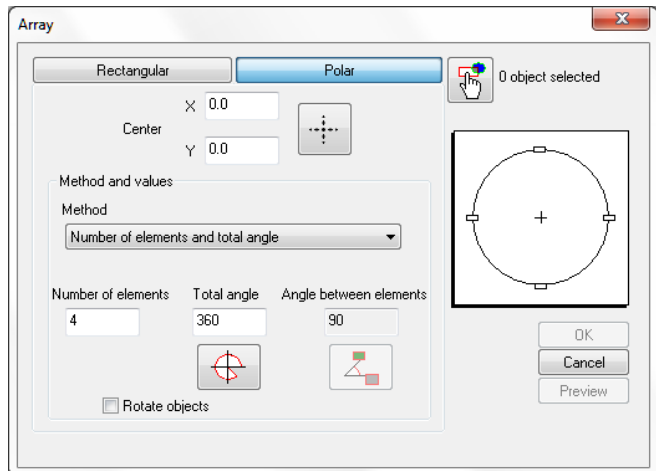 Array
Rectangular
Polar
0 object selected
X 0.0
Center
Y 0.0
Method and values
Method
Number of elements and total angle
Number of elements Total angle Angle between elements
4 360 90
Rotate objects
OK
Cancel
Preview